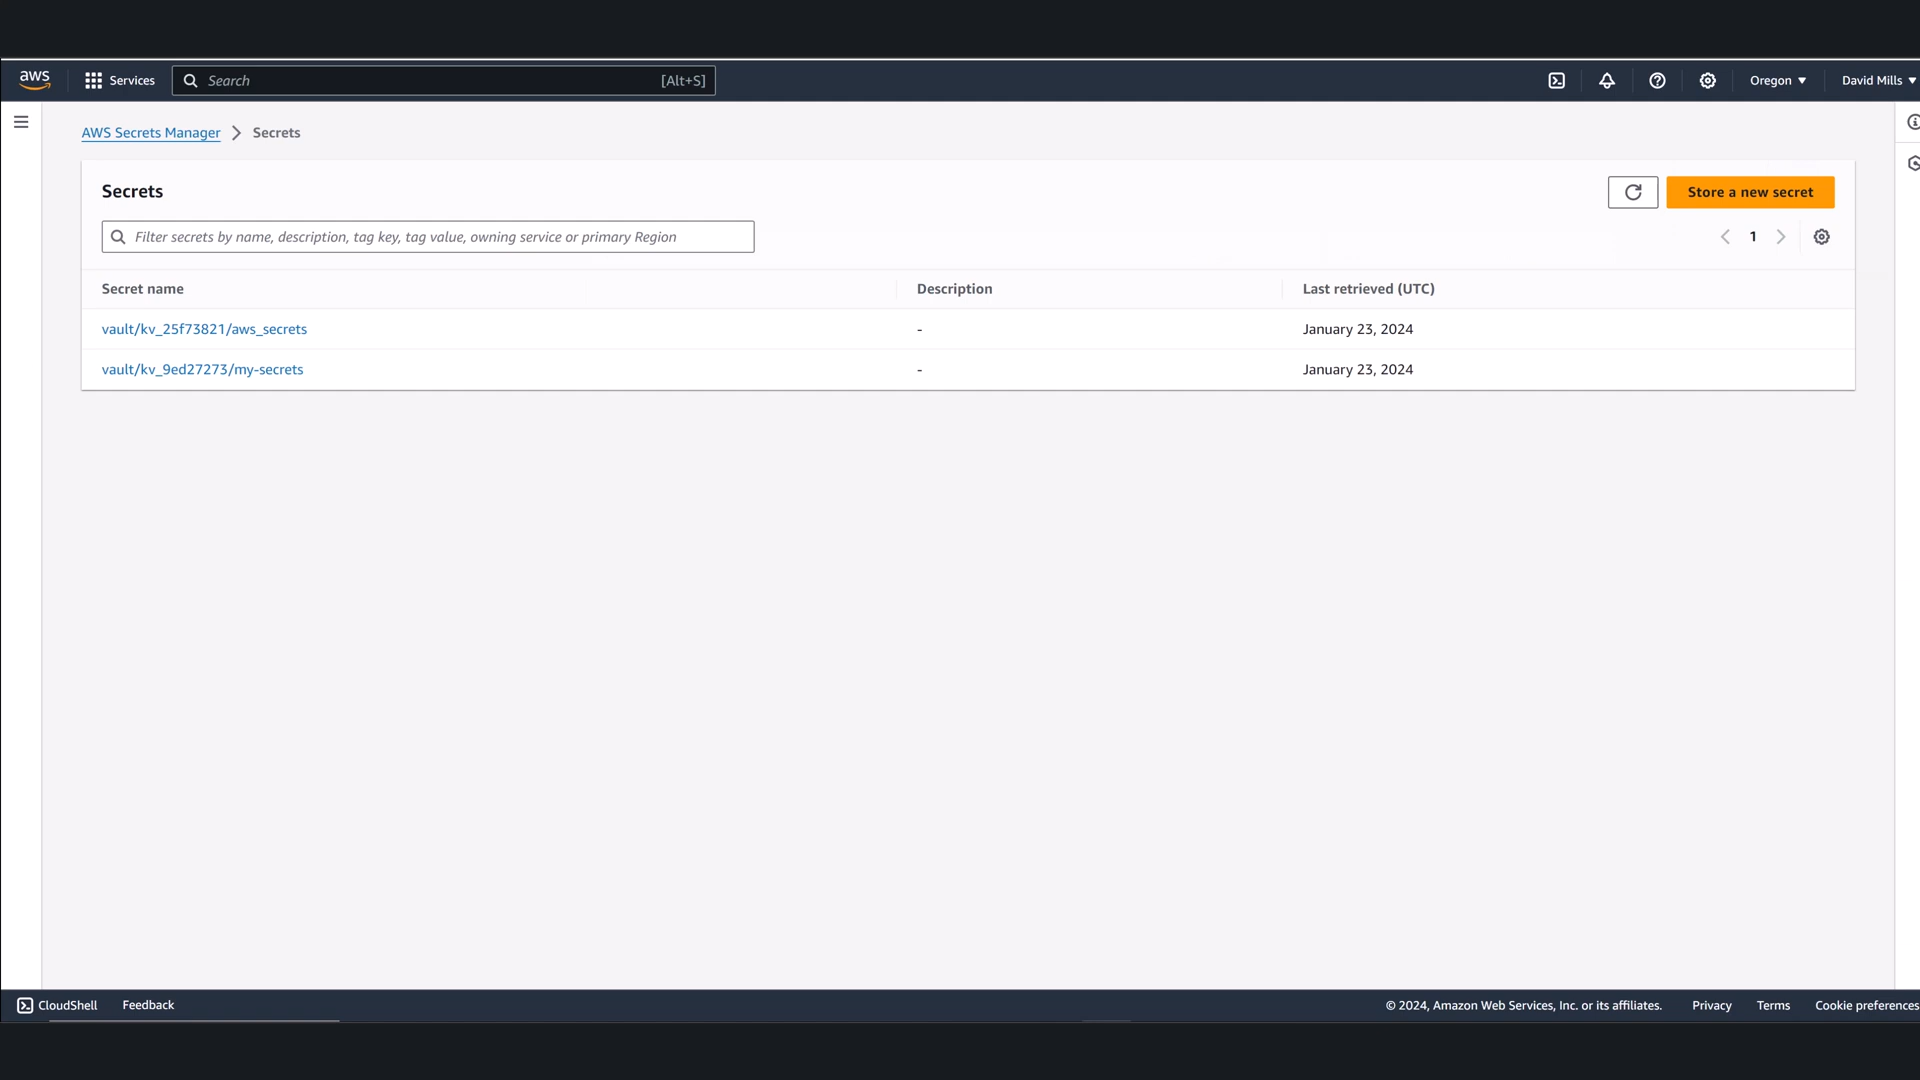 aws Services Search [Alt+S] Oregon David Mills
AWS Secrets Manager Secrets
Secrets Store a new secret
Filter secrets by name, description, tag key, tag value, owning service or primary Region 1
Secret name Description Last retrieved (UTC)
vault/kv_25f73821/aws_secrets - January 23, 2024
vault/kv_9ed27273/my-secrets - January 23, 2024
CloudShell Feedback © 2024, Amazon Web Services, Inc. or its affiliates. Privacy Terms Cookie preferences